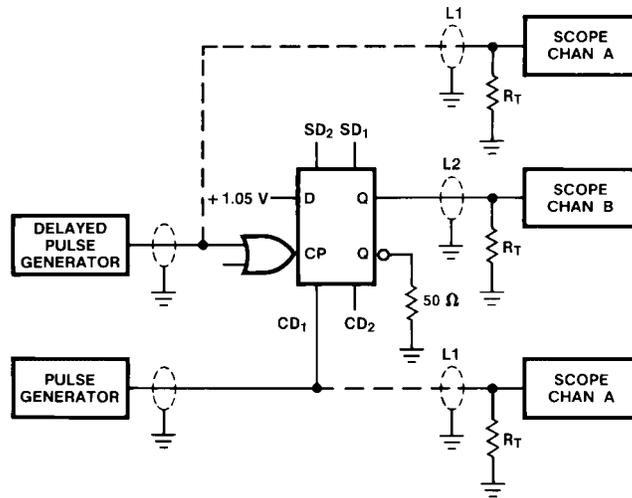 L1
SCOPE
CHAN A
RT
SD2 SD1
L2
+ 1.05 V
D
Q
SCOPE
CHAN B
DELAYED
PULSE
GENERATOR
CP
Q
RT
50 Ω
CD1
CD2
L1
PULSE
GENERATOR
SCOPE
CHAN A
RT